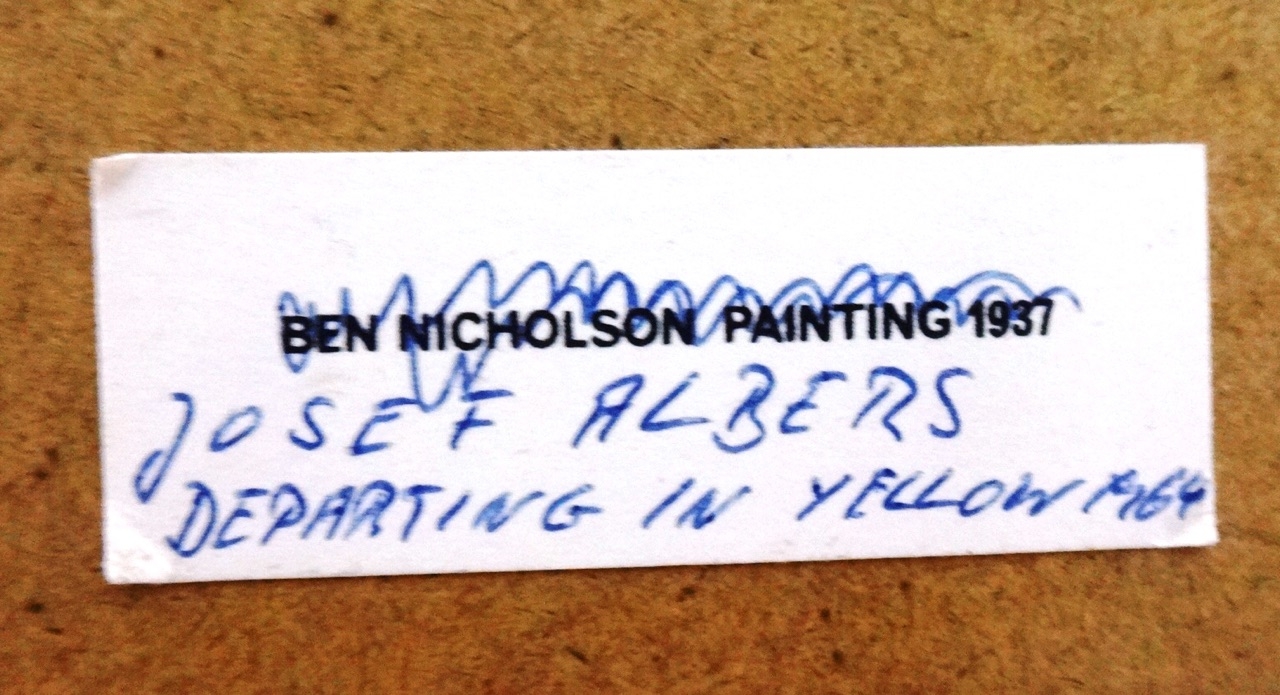 BEN NICHOLSON PAINTING 1937
JOSEF ALBERS
DEPARTING IN YELLOW 1964